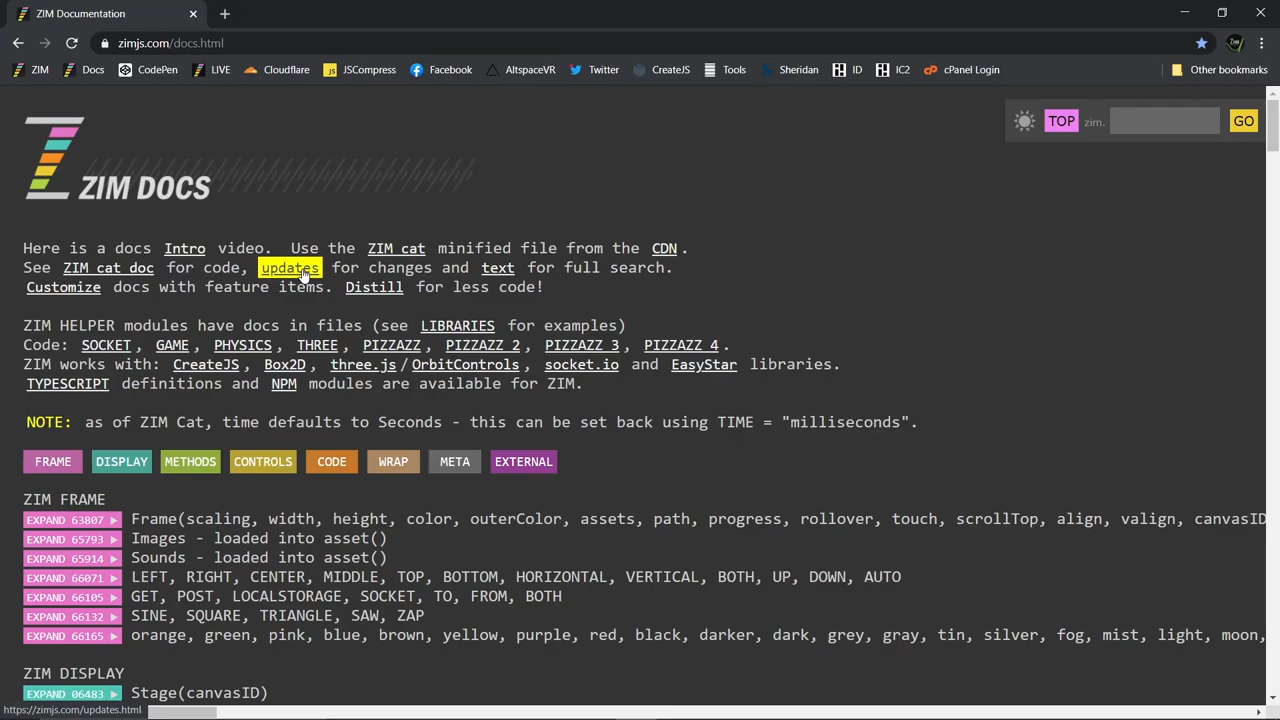 ZIM Documentation
zimjs.com/docs.html
ZIM Docs CodePen LIVE Cloudflare JSCompress Facebook AltspaceVR Twitter CreateJS Tools Sheridan ID IC2 cPanel Login Other bookmarks
TOP zim. GO
ZIM DOCS
Here is a docs Intro video. Use the ZIM cat minified file from the CDN.
See ZIM cat doc for code, updates for changes and text for full search.
Customize docs with feature items. Distill for less code!
ZIM HELPER modules have docs in files (see LIBRARIES for examples)
Code: SOCKET, GAME, PHYSICS, THREE, PIZZAZZ, PIZZAZZ 2, PIZZAZZ 3, PIZZAZZ 4.
ZIM works with: CreateJS, Box2D, three.js/OrbitControls, socket.io and EasyStar libraries.
TYPESCRIPT definitions and NPM modules are available for ZIM.
NOTE: as of ZIM Cat, time defaults to Seconds - this can be set back using TIME = "milliseconds".
FRAME DISPLAY METHODS CONTROLS CODE WRAP META EXTERNAL
ZIM FRAME
EXPAND 63807 ▶ Frame(scaling, width, height, color, outerColor, assets, path, progress, rollover, touch, scrollTop, align, valign, canvasID
EXPAND 65793 ▶ Images - loaded into asset()
EXPAND 65914 ▶ Sounds - loaded into asset()
EXPAND 66071 ▶ LEFT, RIGHT, CENTER, MIDDLE, TOP, BOTTOM, HORIZONTAL, VERTICAL, BOTH, UP, DOWN, AUTO
EXPAND 66105 ▶ GET, POST, LOCALSTORAGE, SOCKET, TO, FROM, BOTH
EXPAND 66132 ▶ SINE, SQUARE, TRIANGLE, SAW, ZAP
EXPAND 66165 ▶ orange, green, pink, blue, brown, yellow, purple, red, black, darker, dark, grey, gray, tin, silver, fog, mist, light, moon,
ZIM DISPLAY
EXPAND 06483 ▶ Stage(canvasID)
https://zimjs.com/updates.html